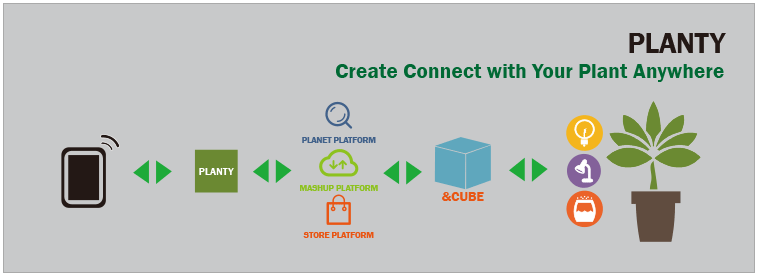 PLANTY
Create Connect with Your Plant Anywhere
PLANTY
PLANET PLATFORM
MASHUP PLATFORM
STORE PLATFORM
&CUBE